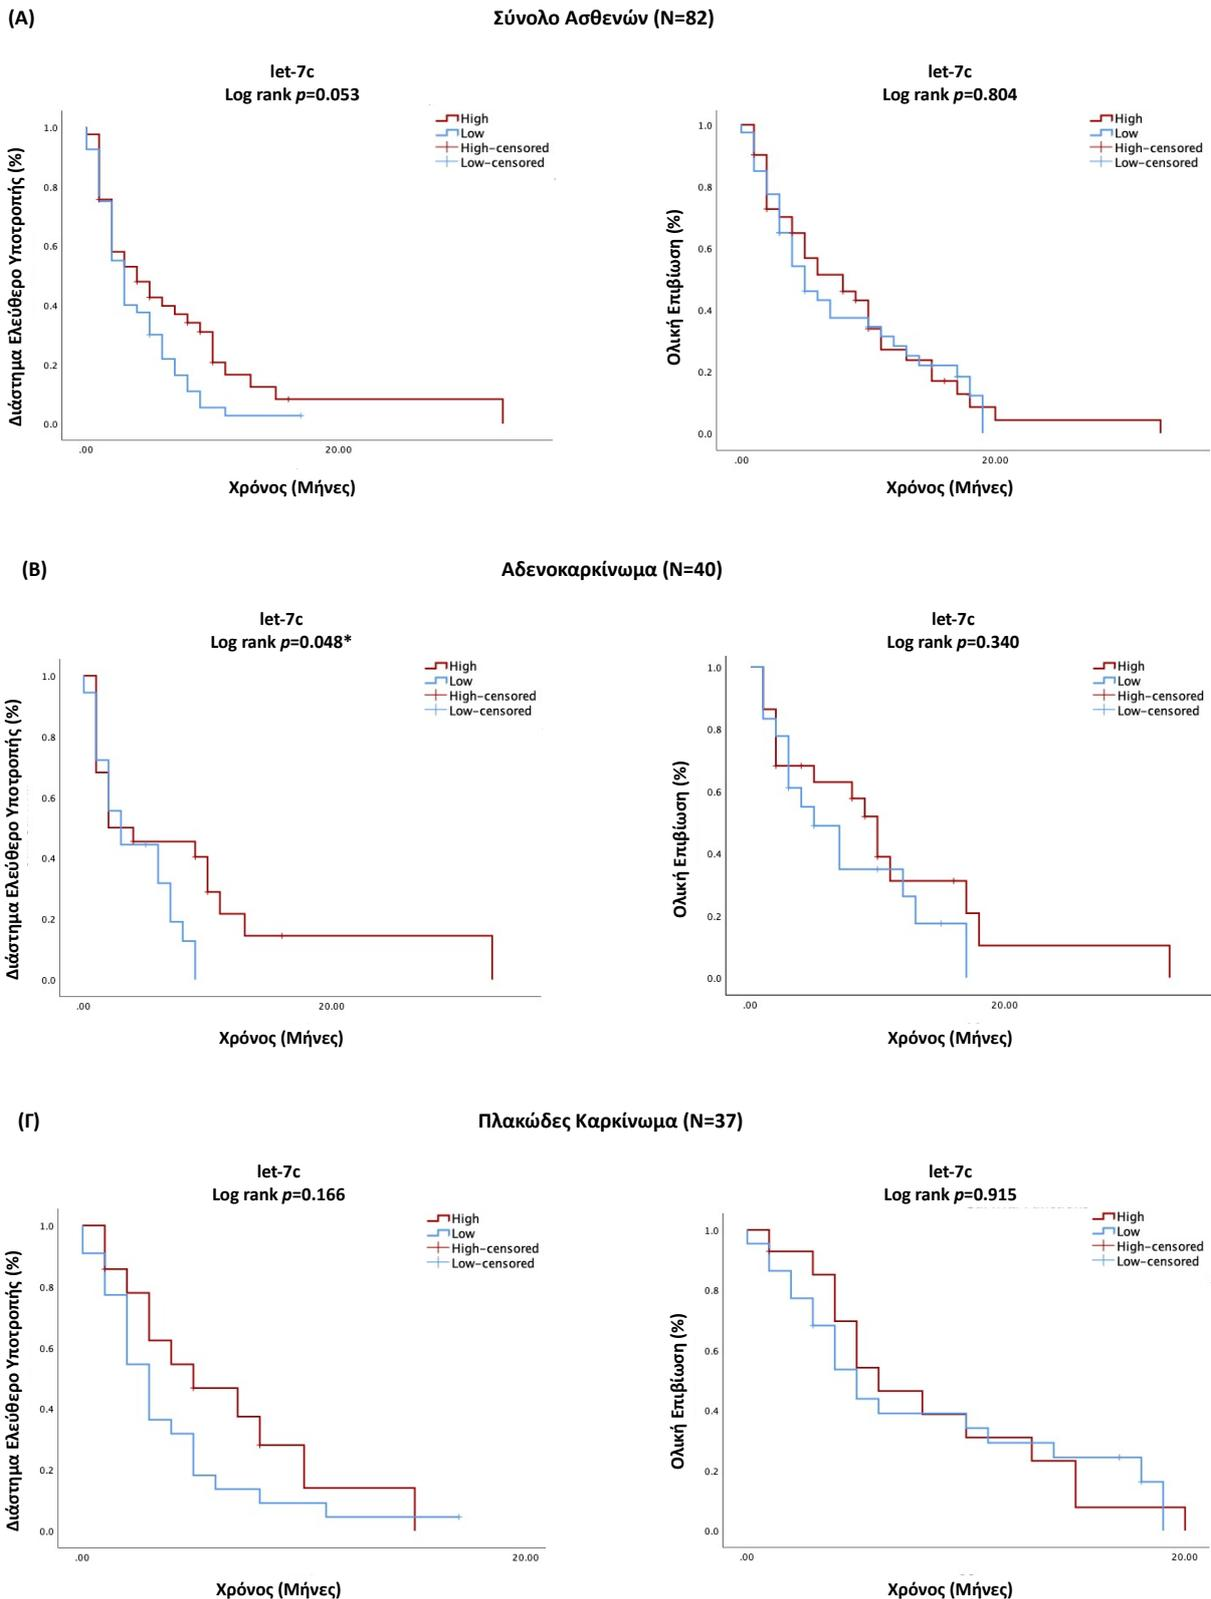 (Α)
Σύνολο Ασθενών (Ν=82)
let-7c
Log rank p=0.053
Διάστημα Ελεύθερο Υποτροπής (%)
1.0
0.8
0.6
0.4
0.2
0.0
.00
20.00
High
Low
High-censored
Low-censored
Χρόνος (Μήνες)
let-7c
Log rank p=0.804
Ολική Επιβίωση (%)
1.0
0.8
0.6
0.4
0.2
0.0
.00
20.00
High
Low
High-censored
Low-censored
Χρόνος (Μήνες)
(Β)
Αδενοκαρκίνωμα (Ν=40)
let-7c
Log rank p=0.048*
Διάστημα Ελεύθερο Υποτροπής (%)
1.0
0.8
0.6
0.4
0.2
0.0
.00
20.00
High
Low
High-censored
Low-censored
Χρόνος (Μήνες)
let-7c
Log rank p=0.340
Ολική Επιβίωση (%)
1.0
0.8
0.6
0.4
0.2
0.0
.00
20.00
High
Low
High-censored
Low-censored
Χρόνος (Μήνες)
(Γ)
Πλακώδες Καρκίνωμα (Ν=37)
let-7c
Log rank p=0.166
Διάστημα Ελεύθερο Υποτροπής (%)
1.0
0.8
0.6
0.4
0.2
0.0
.00
20.00
High
Low
High-censored
Low-censored
Χρόνος (Μήνες)
let-7c
Log rank p=0.915
Ολική Επιβίωση (%)
1.0
0.8
0.6
0.4
0.2
0.0
.00
20.00
High
Low
High-censored
Low-censored
Χρόνος (Μήνες)